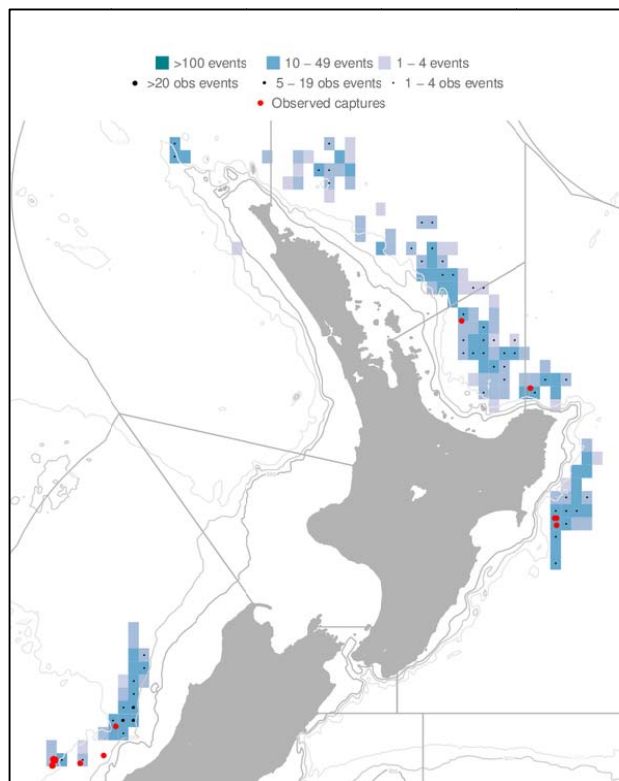 >100 events 10 – 49 events 1 – 4 events
>20 obs events 5 – 19 obs events 1 – 4 obs events
Observed captures